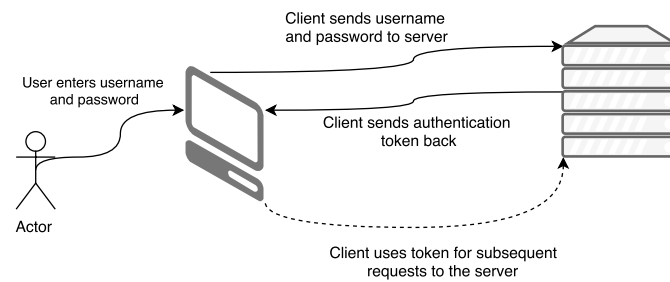 Client sends username
and password to server
User enters username
and password
Client sends authentication
token back
Actor
Client uses token for subsequent
requests to the server